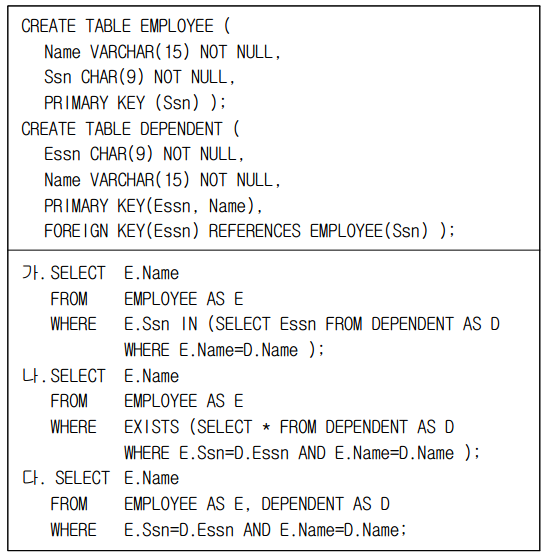 CREATE TABLE EMPLOYEE (
Name VARCHAR(15) NOT NULL,
Ssn CHAR(9) NOT NULL,
PRIMARY KEY (Ssn) );
CREATE TABLE DEPENDENT (
Essn CHAR(9) NOT NULL,
Name VARCHAR(15) NOT NULL,
PRIMARY KEY(Essn, Name),
FOREIGN KEY(Essn) REFERENCES EMPLOYEE(Ssn) );
가. SELECT E.Name
FROM EMPLOYEE AS E
WHERE E.Ssn IN (SELECT Essn FROM DEPENDENT AS D
WHERE E.Name=D.Name );
나. SELECT E.Name
FROM EMPLOYEE AS E
WHERE EXISTS (SELECT * FROM DEPENDENT AS D
WHERE E.Ssn=D.Essn AND E.Name=D.Name );
다. SELECT E.Name
FROM EMPLOYEE AS E, DEPENDENT AS D
WHERE E.Ssn=D.Essn AND E.Name=D.Name;